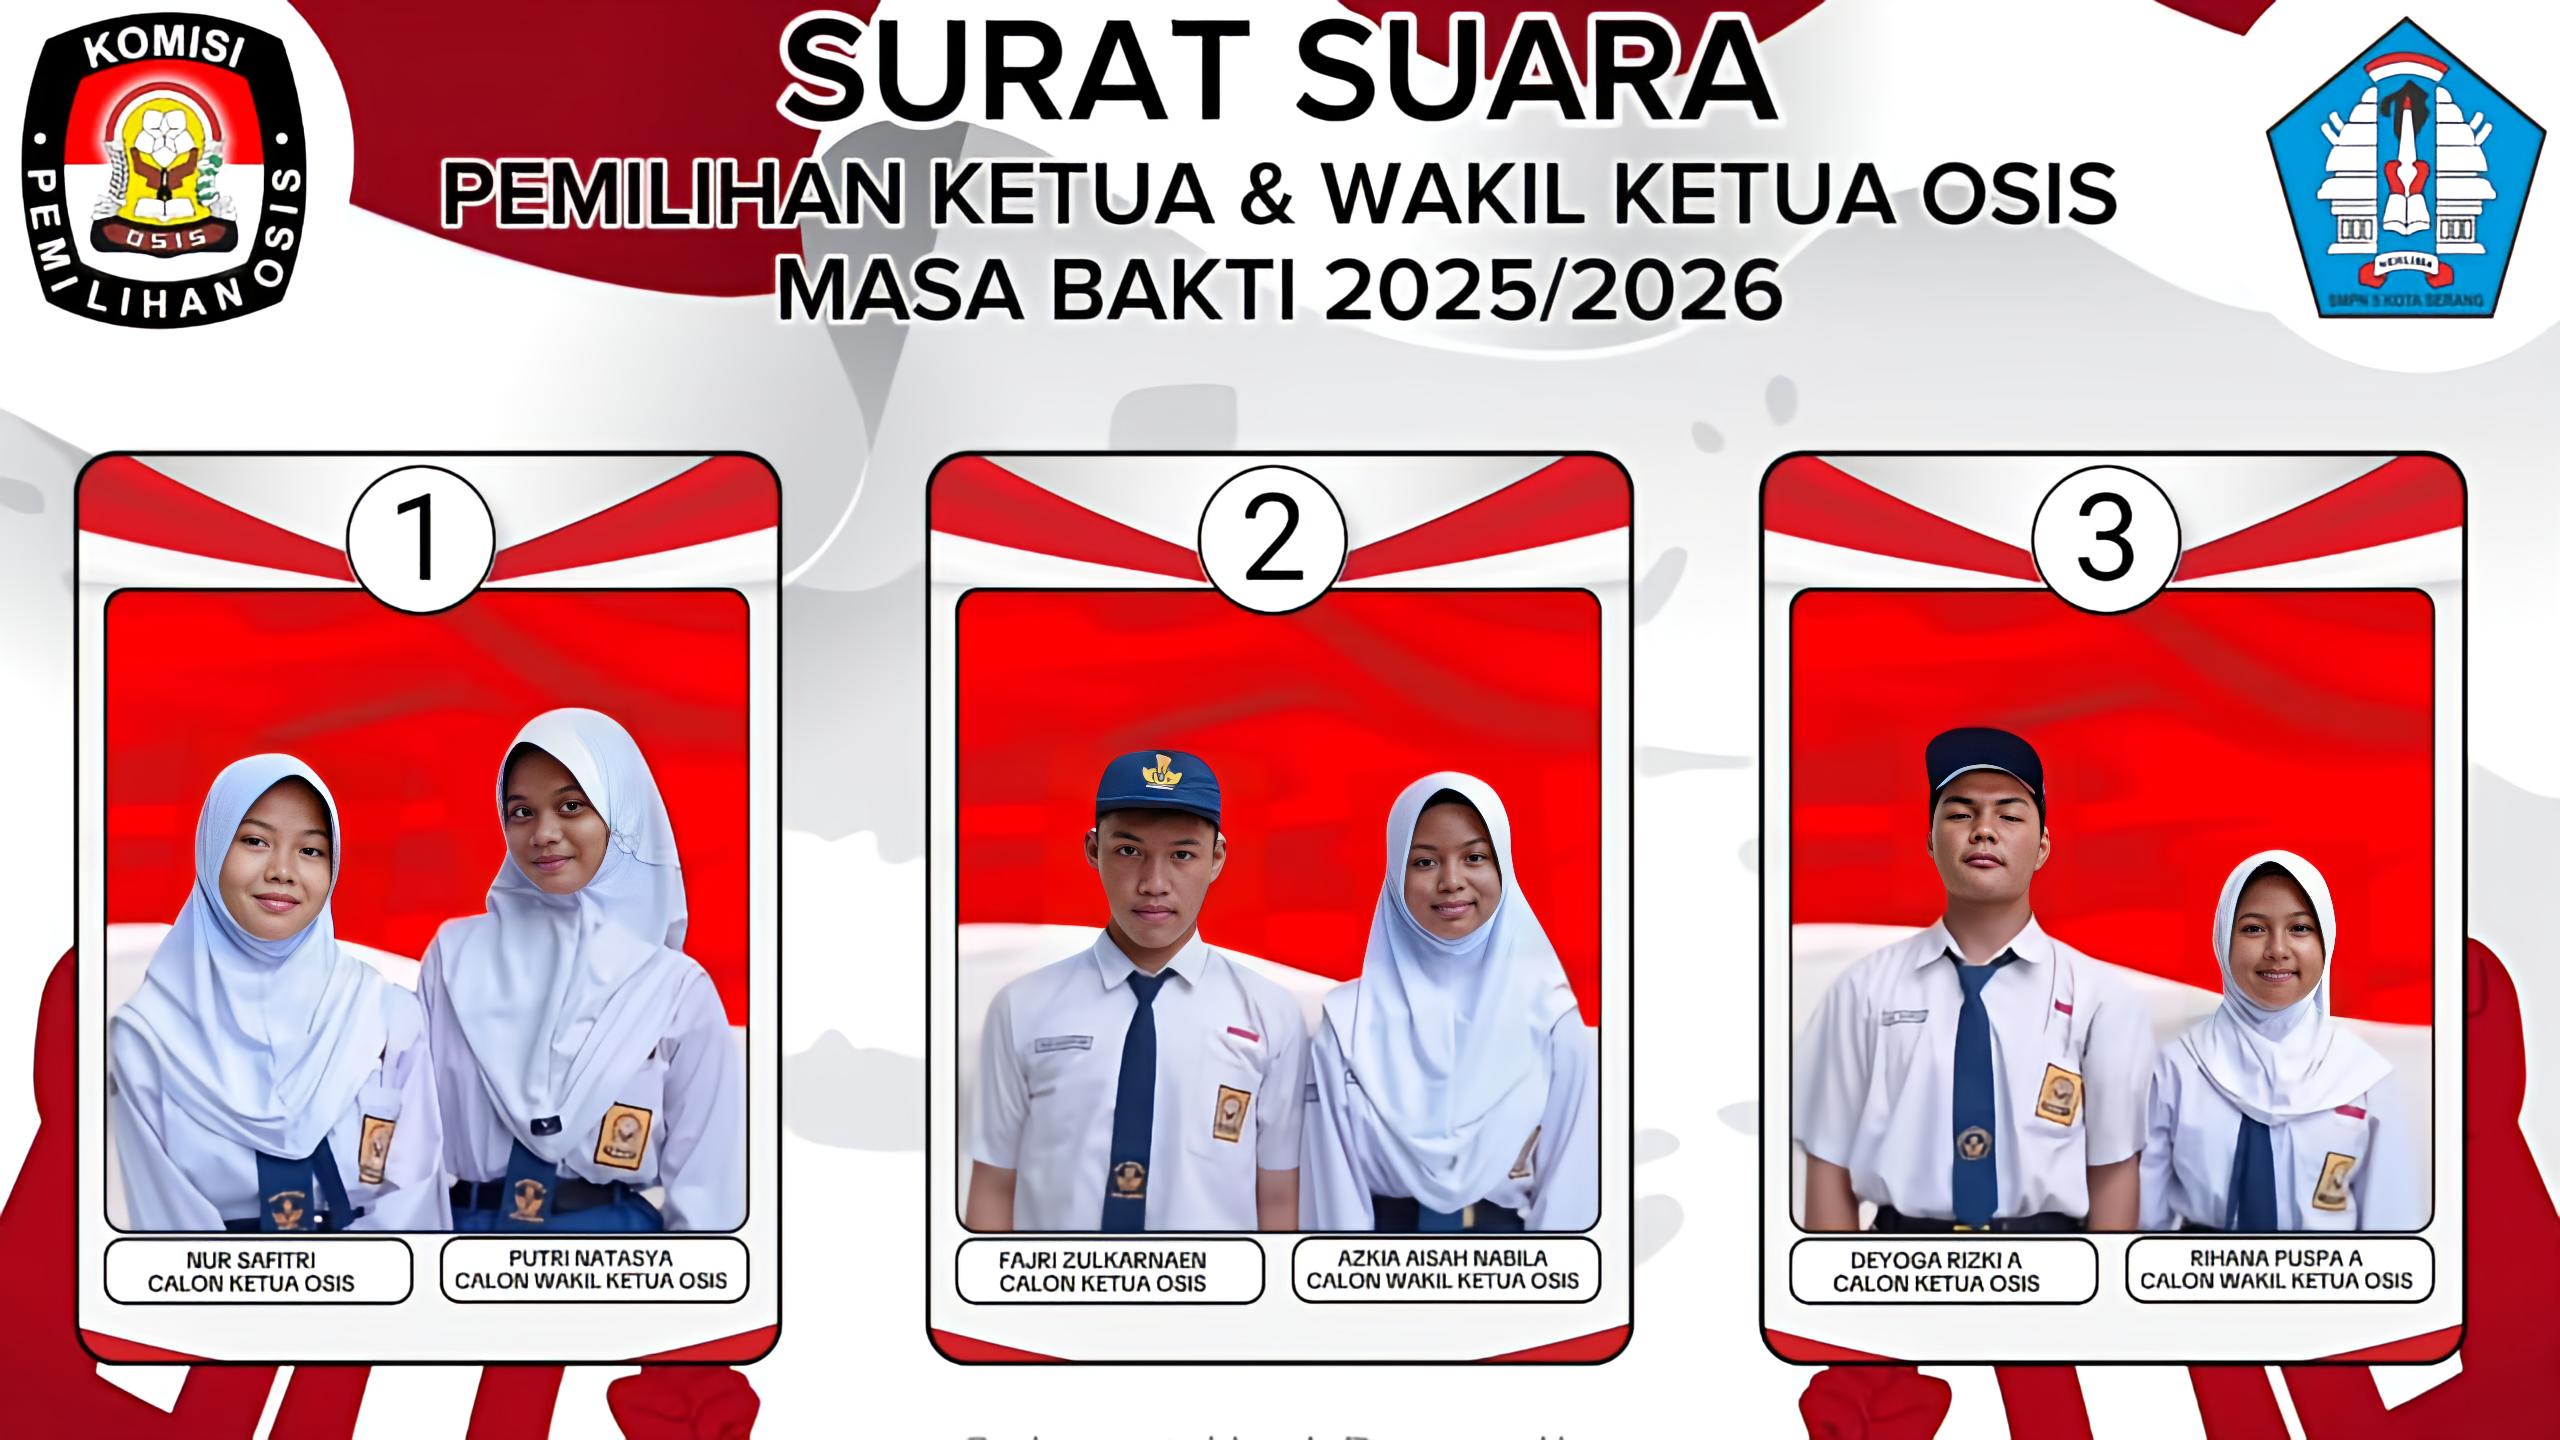 KOMISI
PEMILIHAN OSIS
OSIS
SURAT SUARA
PEMILIHAN KETUA & WAKIL KETUA OSIS
MASA BAKTI 2025/2026
SMPN 5 KOTA SERANG
1
2
3
NUR SAFITRI
CALON KETUA OSIS
PUTRI NATASYA
CALON WAKIL KETUA OSIS
FAJRI ZULKARNAEN
CALON KETUA OSIS
AZKIA AISAH NABILA
CALON WAKIL KETUA OSIS
DEYOGA RIZKI A
CALON KETUA OSIS
RIHANA PUSPA A
CALON WAKIL KETUA OSIS